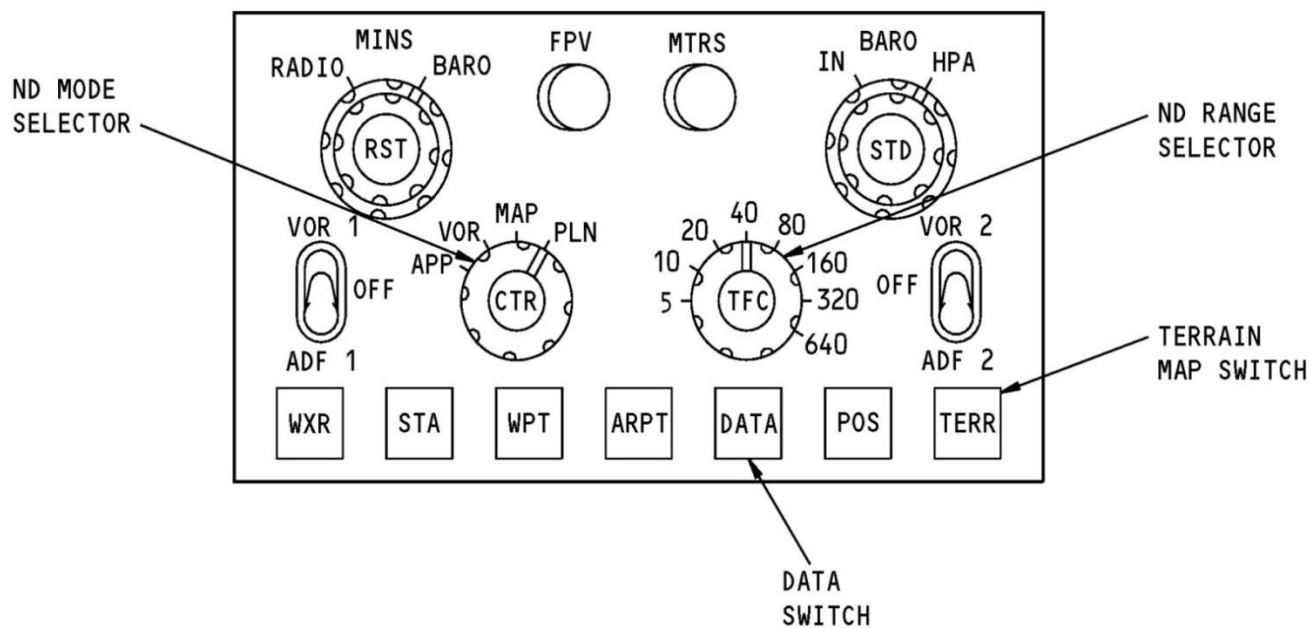 MINS
FPV
MTRS
BARO
RADIO
BARO
IN
HPA
ND MODE
SELECTOR
ND RANGE
SELECTOR
RST
STD
VOR 1
OFF
ADF 1
APP
VOR
MAP
PLN
CTR
5
10
20
40
80
160
320
640
TFC
VOR 2
OFF
ADF 2
TERRAIN
MAP SWITCH
WXR
STA
WPT
ARPT
DATA
POS
TERR
DATA
SWITCH